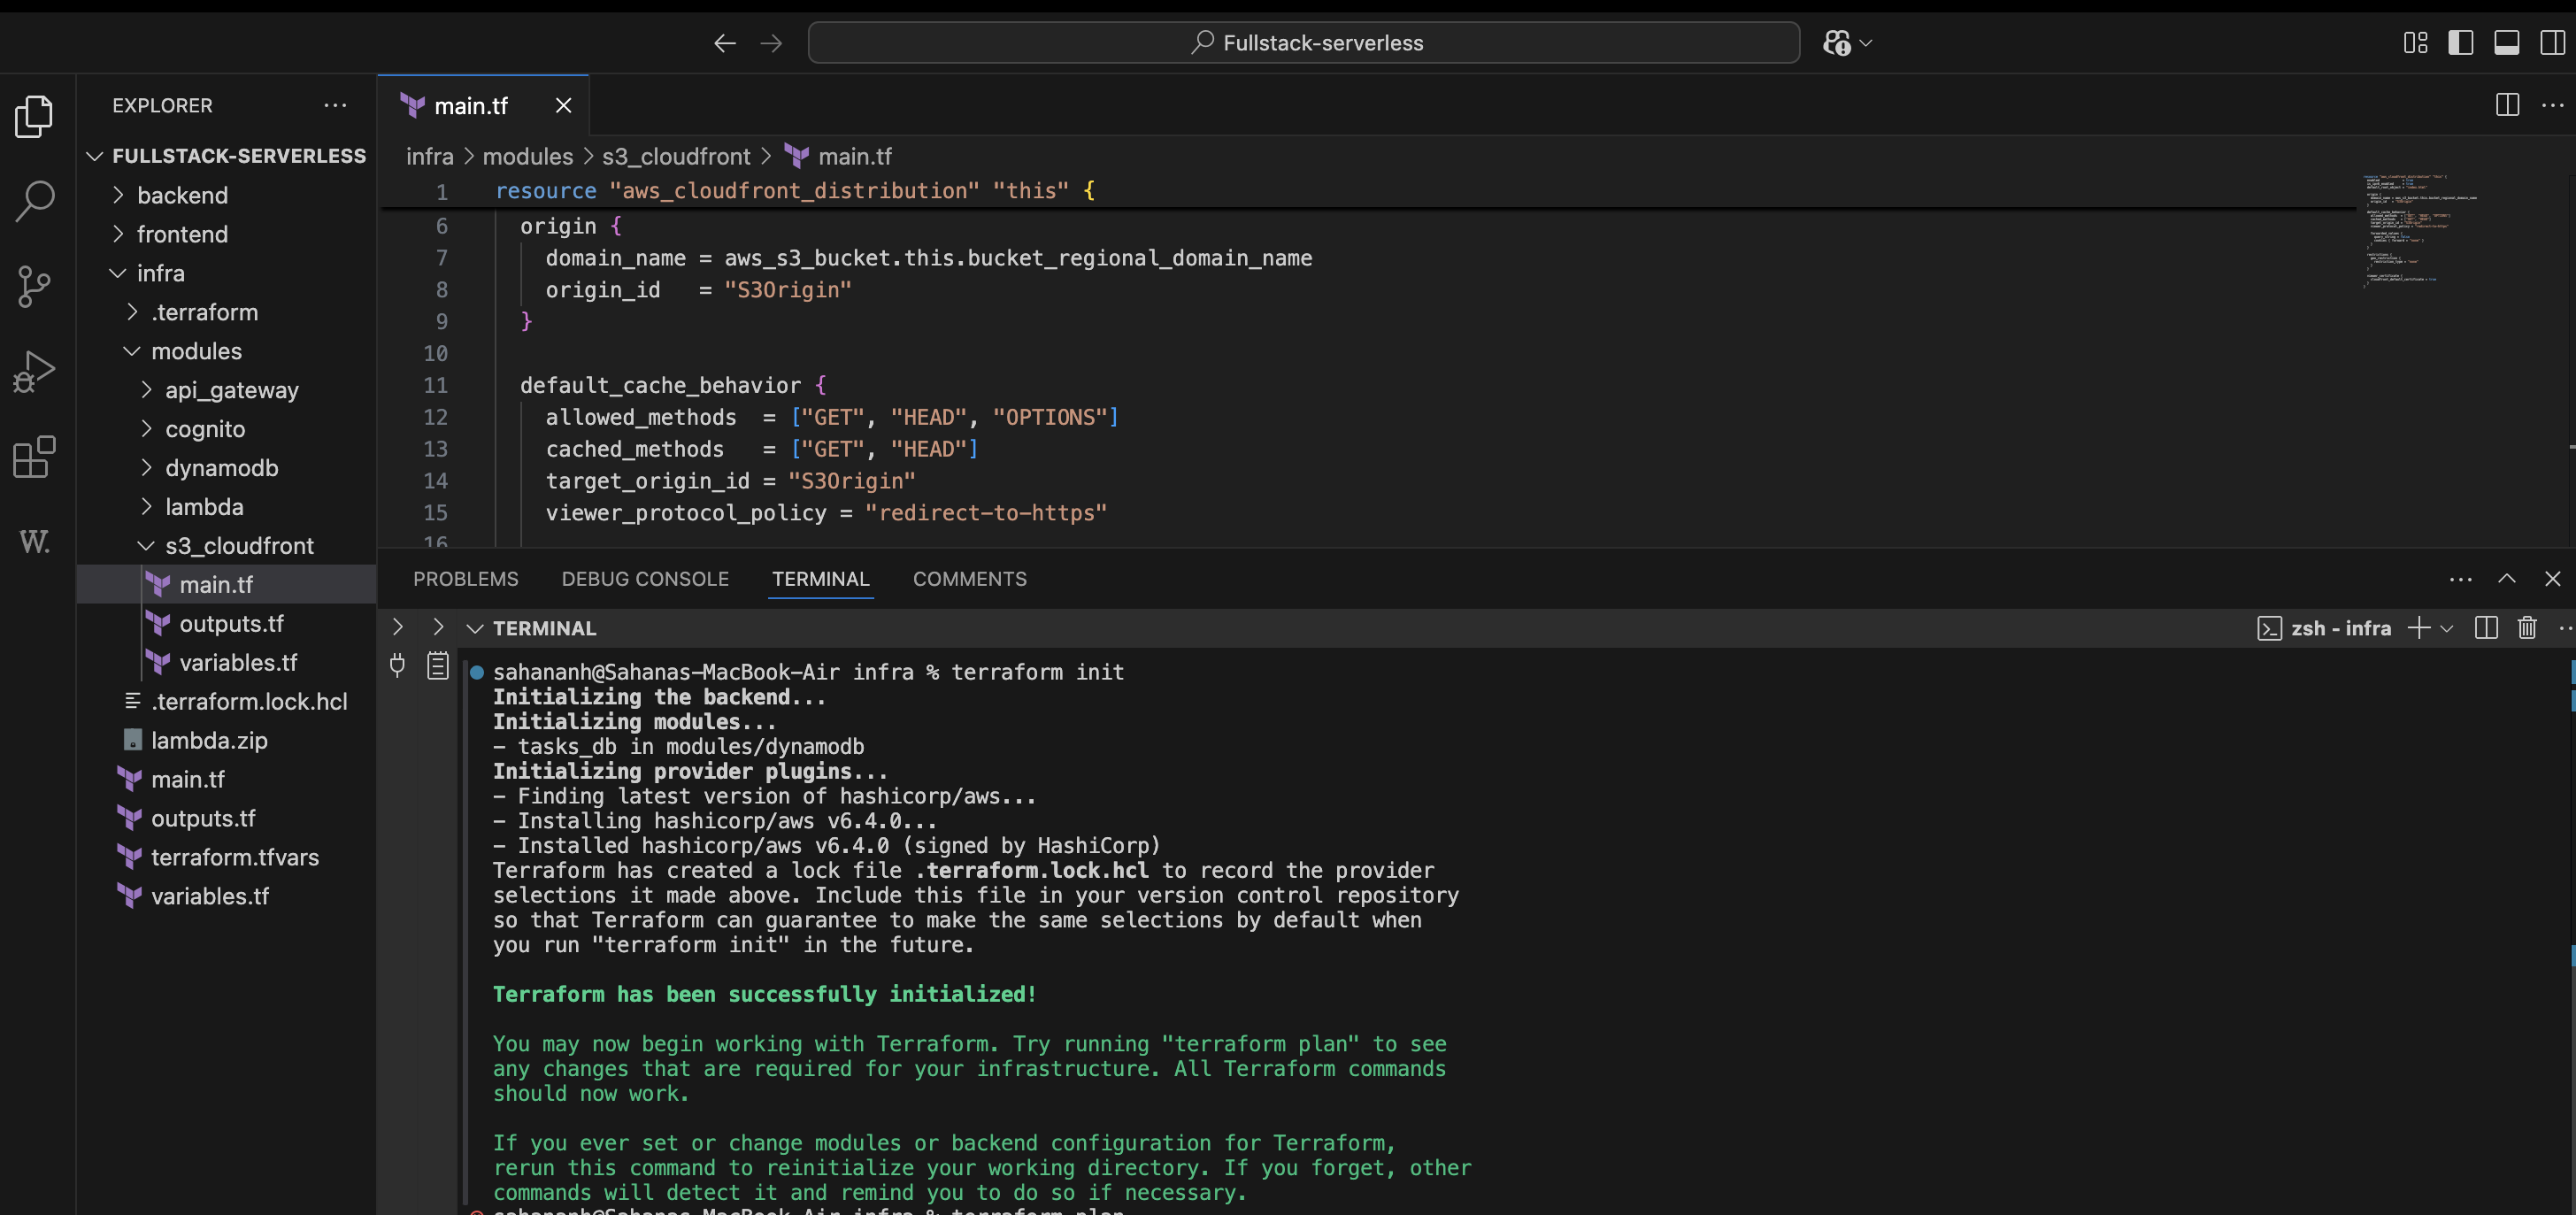 Fullstack-serverless
EXPLORER
FULLSTACK-SERVERLESS
backend
frontend
infra
.terraform
modules
api_gateway
cognito
dynamodb
lambda
s3_cloudfront
main.tf
outputs.tf
variables.tf
.terraform.lock.hcl
lambda.zip
main.tf
outputs.tf
terraform.tfvars
variables.tf
W.
main.tf
infra > modules > s3_cloudfront > main.tf
1 resource "aws_cloudfront_distribution" "this" {
6 origin {
7 domain_name = aws_s3_bucket.this.bucket_regional_domain_name
8 origin_id = "S3Origin"
9 }
10
11 default_cache_behavior {
12 allowed_methods = ["GET", "HEAD", "OPTIONS"]
13 cached_methods = ["GET", "HEAD"]
14 target_origin_id = "S3Origin"
15 viewer_protocol_policy = "redirect-to-https"
16
PROBLEMS DEBUG CONSOLE TERMINAL COMMENTS
TERMINAL
zsh - infra
sahananh@Sahanas-MacBook-Air infra % terraform init
Initializing the backend...
Initializing modules...
- tasks_db in modules/dynamodb
Initializing provider plugins...
- Finding latest version of hashicorp/aws...
- Installing hashicorp/aws v6.4.0...
- Installed hashicorp/aws v6.4.0 (signed by HashiCorp)
Terraform has created a lock file .terraform.lock.hcl to record the provider
selections it made above. Include this file in your version control repository
so that Terraform can guarantee to make the same selections by default when
you run "terraform init" in the future.
Terraform has been successfully initialized!
You may now begin working with Terraform. Try running "terraform plan" to see
any changes that are required for your infrastructure. All Terraform commands
should now work.
If you ever set or change modules or backend configuration for Terraform,
rerun this command to reinitialize your working directory. If you forget, other
commands will detect it and remind you to do so if necessary.
sahananh@Sahanas-MacBook-Air infra % terraform plan